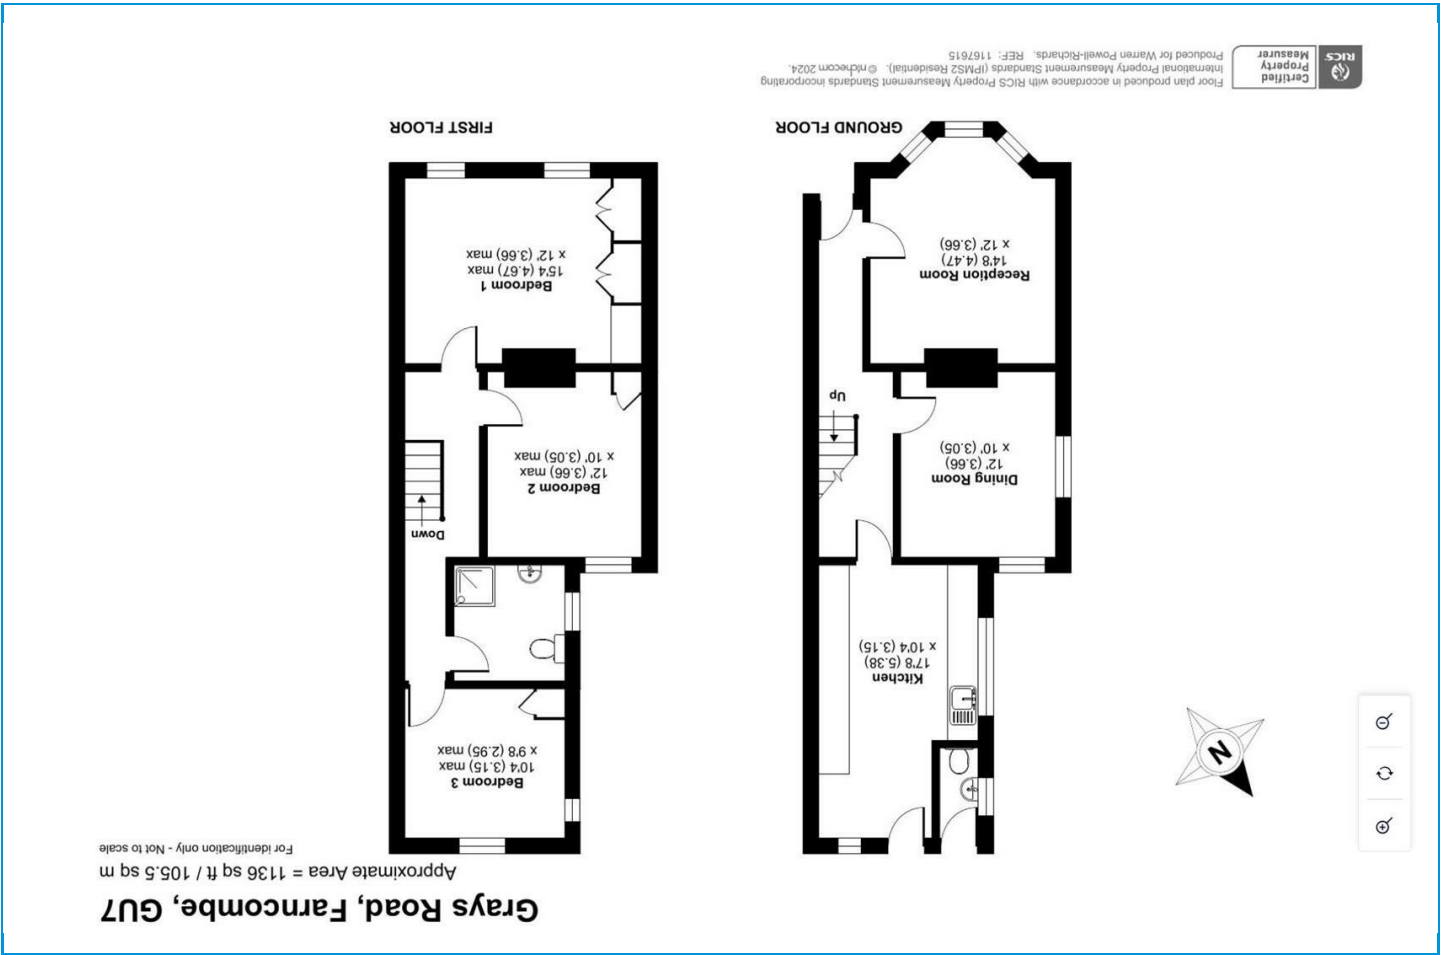 Grays Road, Farncombe, GU7
Approximate Area = 1136 sq ft / 105.5 sq m
For identification only - Not to scale
N
Bedroom 3
10'4 (3.15) max
x 9'8 (2.95) max
Down
Bedroom 2
12' (3.66) max
x 10' (3.05) max
Bedroom 1
15'4 (4.67) max
x 12' (3.66) max
FIRST FLOOR
Kitchen
17'8 (5.38)
x 10'4 (3.15)
Dining Room
12' (3.66)
x 10' (3.05)
Up
Reception Room
14'8 (4.47)
x 12' (3.66)
GROUND FLOOR
Certified
Property
Measurer
RICS
Floor plan produced in accordance with RICS Property Measurement Standards incorporating
International Property Measurement Standards (IPMS2 Residential). © nichecom 2024.
Produced for Warren Powell-Richards. REF: 1167615